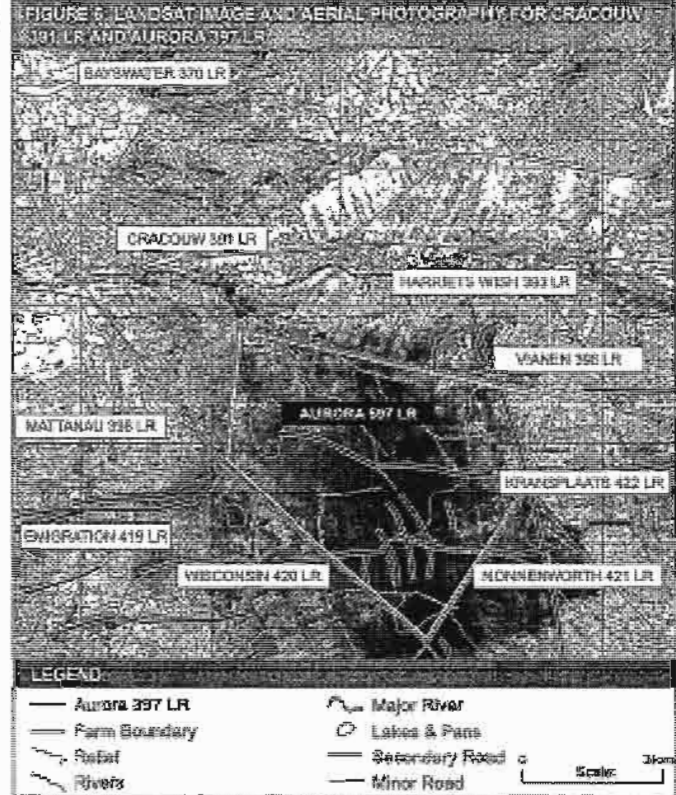 FIGURE 6. LANDSAT IMAGE AND AERIAL PHOTOGRAPHY FOR CRACOUW
391 LR AND AURORA 397 LR
BAYSWATER 370 LR
CRACOUW 391 LR
HARRIETS WISH 393 LR
VIANEN 396 LR
AURORA 397 LR
MATTANAU 398 LR
KRANSPLAATS 422 LR
EMIGRATION 419 LR
WISCONSIN 420 LR
NONNENWORTH 421 LR
LEGEND
Aurora 397 LR
Major River
Farm Boundary
Lakes & Pans
Relief
Secondary Road
Rivers
Minor Road
0
Scale: